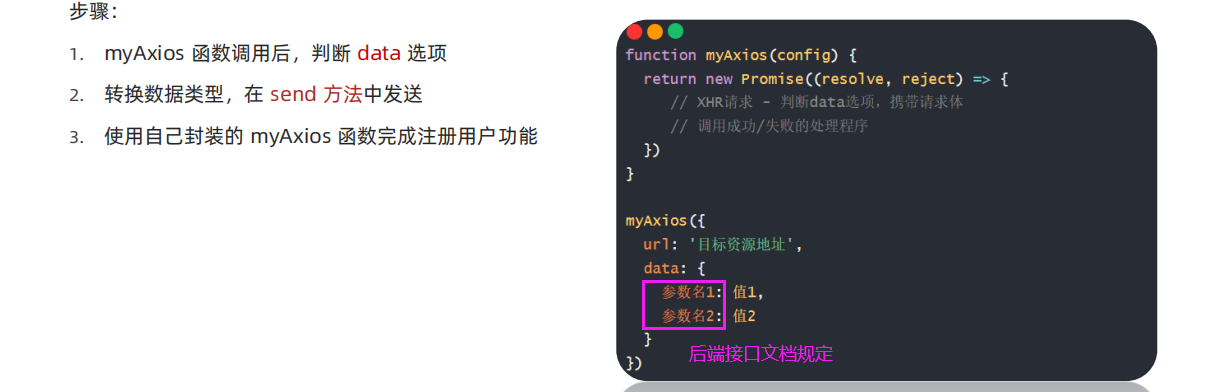 步骤：
1. myAxios 函数调用后，判断 data 选项
2. 转换数据类型，在 send 方法中发送
3. 使用自己封装的 myAxios 函数完成注册用户功能
function myAxios(config) {
return new Promise((resolve, reject) => {
// XHR请求 - 判断data选项，携带请求体
// 调用成功/失败的处理程序
})
}
myAxios({
url: '目标资源地址',
data: {
参数名1: 值1,
参数名2: 值2
}
后端接口文档规定
})